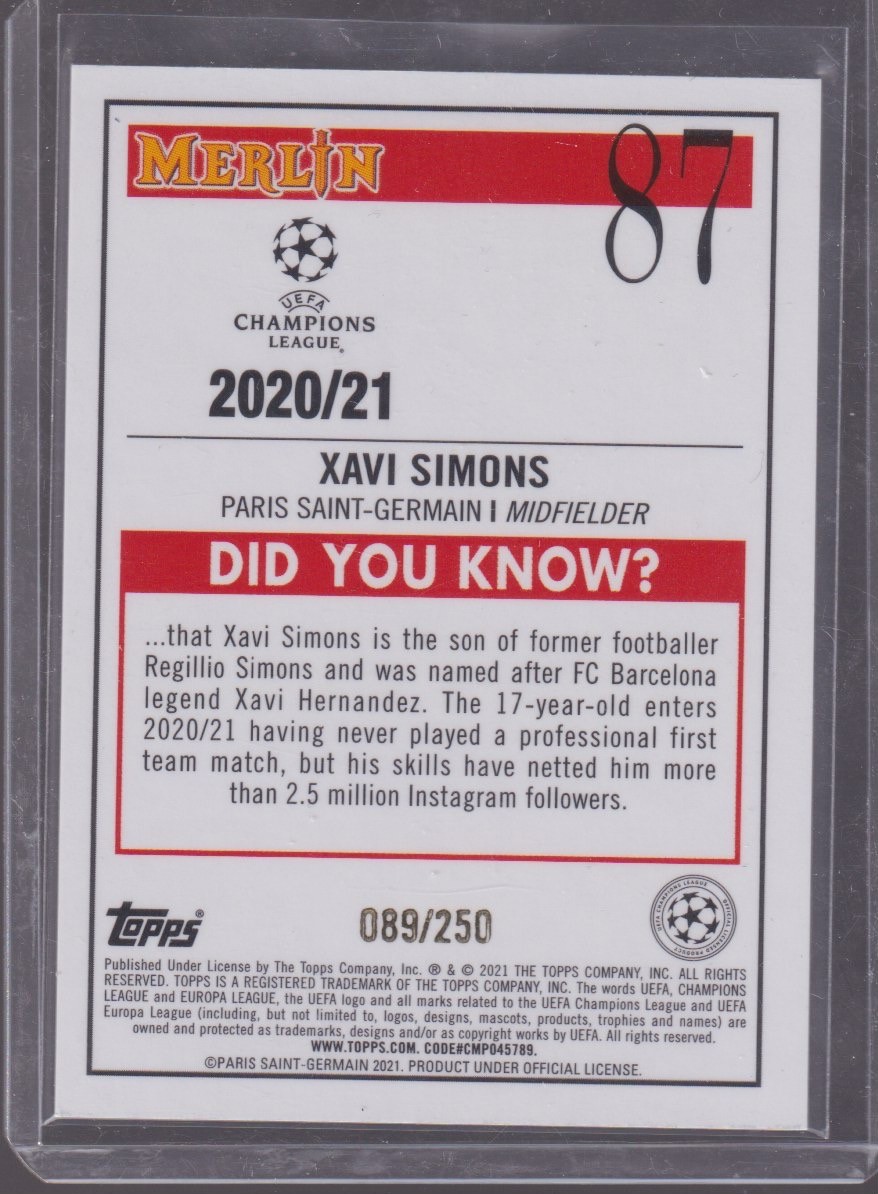 MERLIN
87
UEFA
CHAMPIONS
LEAGUE®
2020/21
XAVI SIMONS
PARIS SAINT-GERMAIN | MIDFIELDER
DID YOU KNOW?
...that Xavi Simons is the son of former footballer
Regillio Simons and was named after FC Barcelona
legend Xavi Hernandez. The 17-year-old enters
2020/21 having never played a professional first
team match, but his skills have netted him more
than 2.5 million Instagram followers.
topps®
089/250
UEFA CHAMPIONS LEAGUE
OFFICIAL LICENSED PRODUCT
Published Under License by The Topps Company, Inc. ® & © 2021 THE TOPPS COMPANY, INC. ALL RIGHTS
RESERVED. TOPPS IS A REGISTERED TRADEMARK OF THE TOPPS COMPANY, INC. The words UEFA, CHAMPIONS
LEAGUE and EUROPA LEAGUE, the UEFA logo and all marks related to the UEFA Champions League and UEFA
Europa League (including, but not limited to, logos, designs, mascots, products, trophies and names) are
owned and protected as trademarks, designs and/or as copyright works by UEFA. All rights reserved.
WWW.TOPPS.COM. CODE#CMP045789.
©PARIS SAINT-GERMAIN 2021. PRODUCT UNDER OFFICIAL LICENSE.